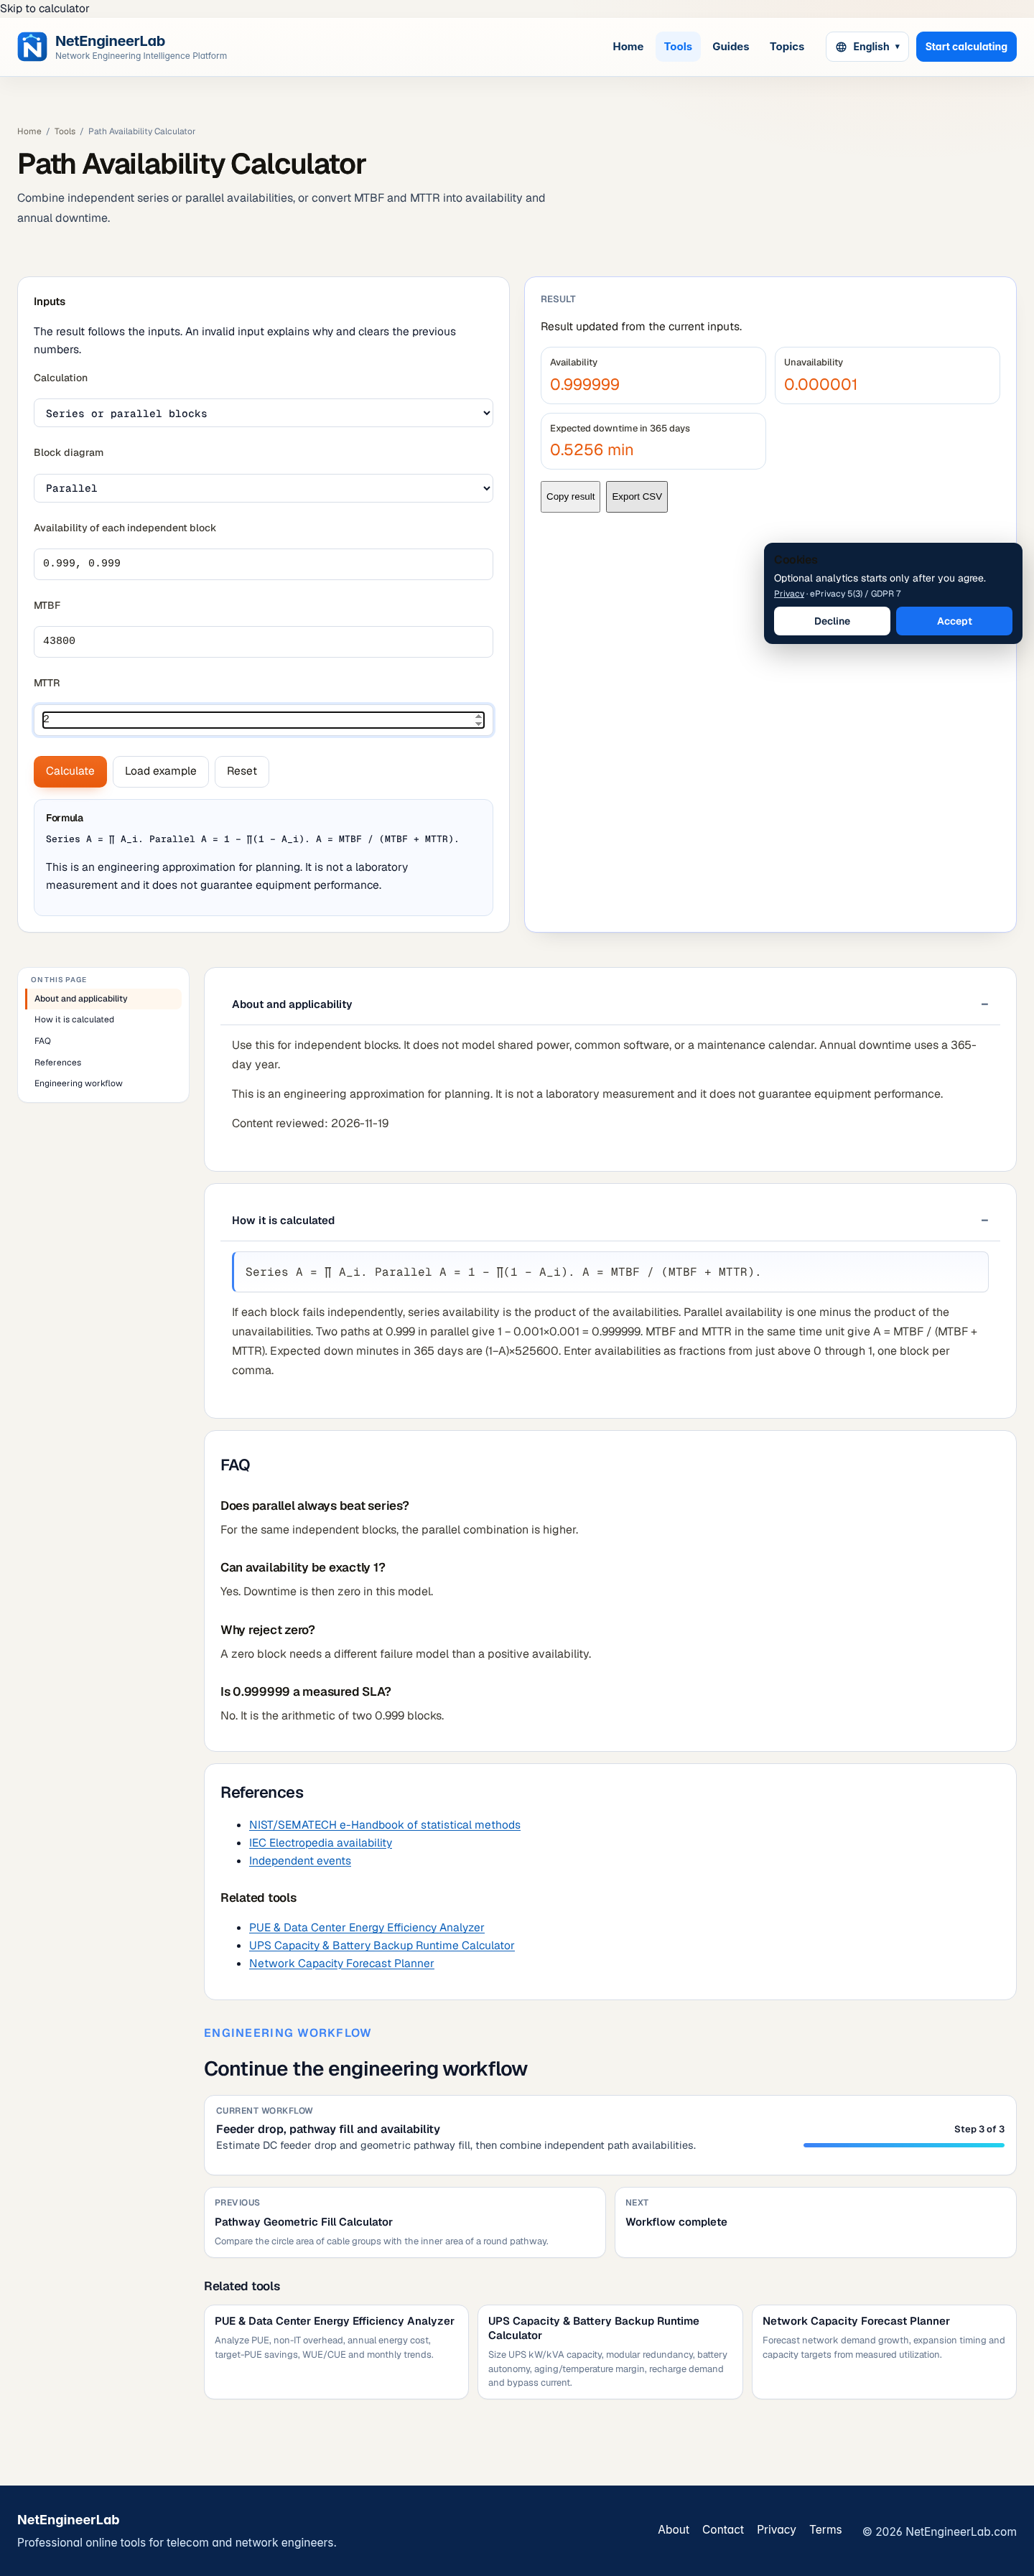 Skip to calculator
NetEngineerLab
Network Engineering Intelligence Platform
Home
Tools
Guides
Topics
English ▾
Start calculating
Home / Tools / Path Availability Calculator
Path Availability Calculator
Combine independent series or parallel availabilities, or convert MTBF and MTTR into availability and
annual downtime.
Inputs
The result follows the inputs. An invalid input explains why and clears the previous
numbers.
Calculation
Series or parallel blocks
Block diagram
Parallel
Availability of each independent block
0.999, 0.999
MTBF
43800
MTTR
2
Calculate
Load example
Reset
Formula
Series A = ∏ A_i. Parallel A = 1 − ∏(1 − A_i). A = MTBF / (MTBF + MTTR).
This is an engineering approximation for planning. It is not a laboratory
measurement and it does not guarantee equipment performance.
RESULT
Result updated from the current inputs.
Availability
0.999999
Unavailability
0.000001
Expected downtime in 365 days
0.5256 min
Copy result
Export CSV
Cookies
Optional analytics starts only after you agree.
Privacy · ePrivacy 5(3) / GDPR 7
Decline
Accept
ON THIS PAGE
About and applicability
How it is calculated
FAQ
References
Engineering workflow
About and applicability −
Use this for independent blocks. It does not model shared power, common software, or a maintenance calendar. Annual downtime uses a 365-
day year.
This is an engineering approximation for planning. It is not a laboratory measurement and it does not guarantee equipment performance.
Content reviewed: 2026-11-19
How it is calculated −
Series A = ∏ A_i. Parallel A = 1 − ∏(1 − A_i). A = MTBF / (MTBF + MTTR).
If each block fails independently, series availability is the product of the availabilities. Parallel availability is one minus the product of the
unavailabilities. Two paths at 0.999 in parallel give 1 − 0.001×0.001 = 0.999999. MTBF and MTTR in the same time unit give A = MTBF / (MTBF +
MTTR). Expected down minutes in 365 days are (1−A)×525600. Enter availabilities as fractions from just above 0 through 1, one block per
comma.
FAQ
Does parallel always beat series?
For the same independent blocks, the parallel combination is higher.
Can availability be exactly 1?
Yes. Downtime is then zero in this model.
Why reject zero?
A zero block needs a different failure model than a positive availability.
Is 0.999999 a measured SLA?
No. It is the arithmetic of two 0.999 blocks.
References
NIST/SEMATECH e-Handbook of statistical methods
IEC Electropedia availability
Independent events
Related tools
PUE & Data Center Energy Efficiency Analyzer
UPS Capacity & Battery Backup Runtime Calculator
Network Capacity Forecast Planner
ENGINEERING WORKFLOW
Continue the engineering workflow
CURRENT WORKFLOW
Feeder drop, pathway fill and availability
Estimate DC feeder drop and geometric pathway fill, then combine independent path availabilities.
Step 3 of 3
PREVIOUS
Pathway Geometric Fill Calculator
Compare the circle area of cable groups with the inner area of a round pathway.
NEXT
Workflow complete
Related tools
PUE & Data Center Energy Efficiency Analyzer
Analyze PUE, non-IT overhead, annual energy cost,
target-PUE savings, WUE/CUE and monthly trends.
UPS Capacity & Battery Backup Runtime
Calculator
Size UPS kW/kVA capacity, modular redundancy, battery
autonomy, aging/temperature margin, recharge demand
and bypass current.
Network Capacity Forecast Planner
Forecast network demand growth, expansion timing and
capacity targets from measured utilization.
NetEngineerLab
Professional online tools for telecom and network engineers.
About
Contact
Privacy
Terms
© 2026 NetEngineerLab.com